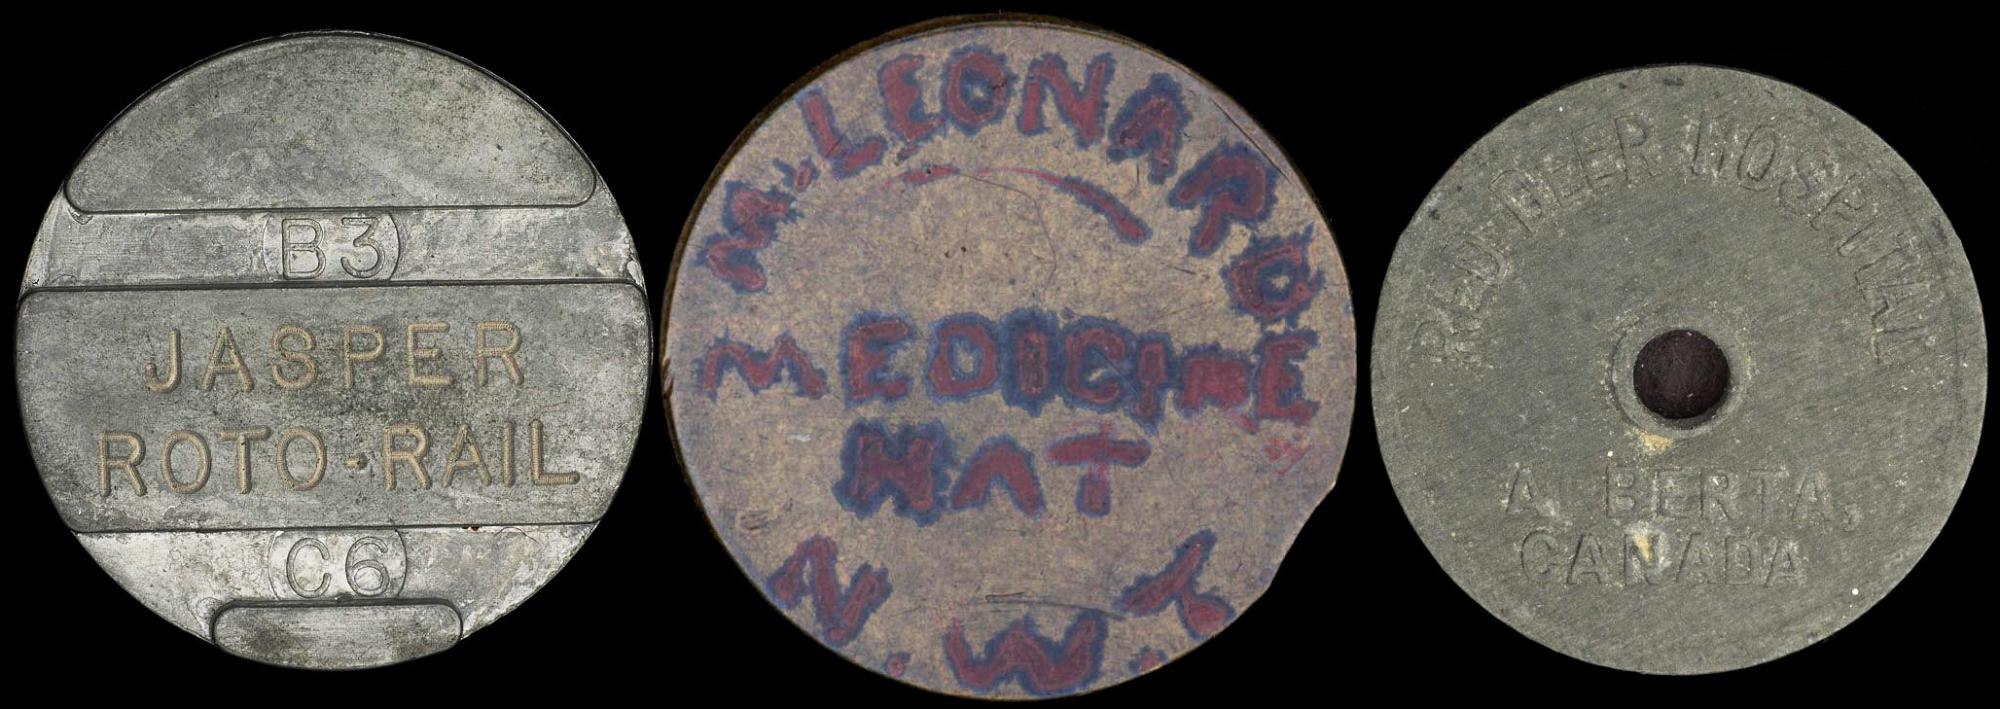 B3
JASPER
ROTO-RAIL
C6
M. LEONARD
MEDICINE
HAT
N.W.T
RED DEER HOSPITAL
ALBERTA,
CANADA